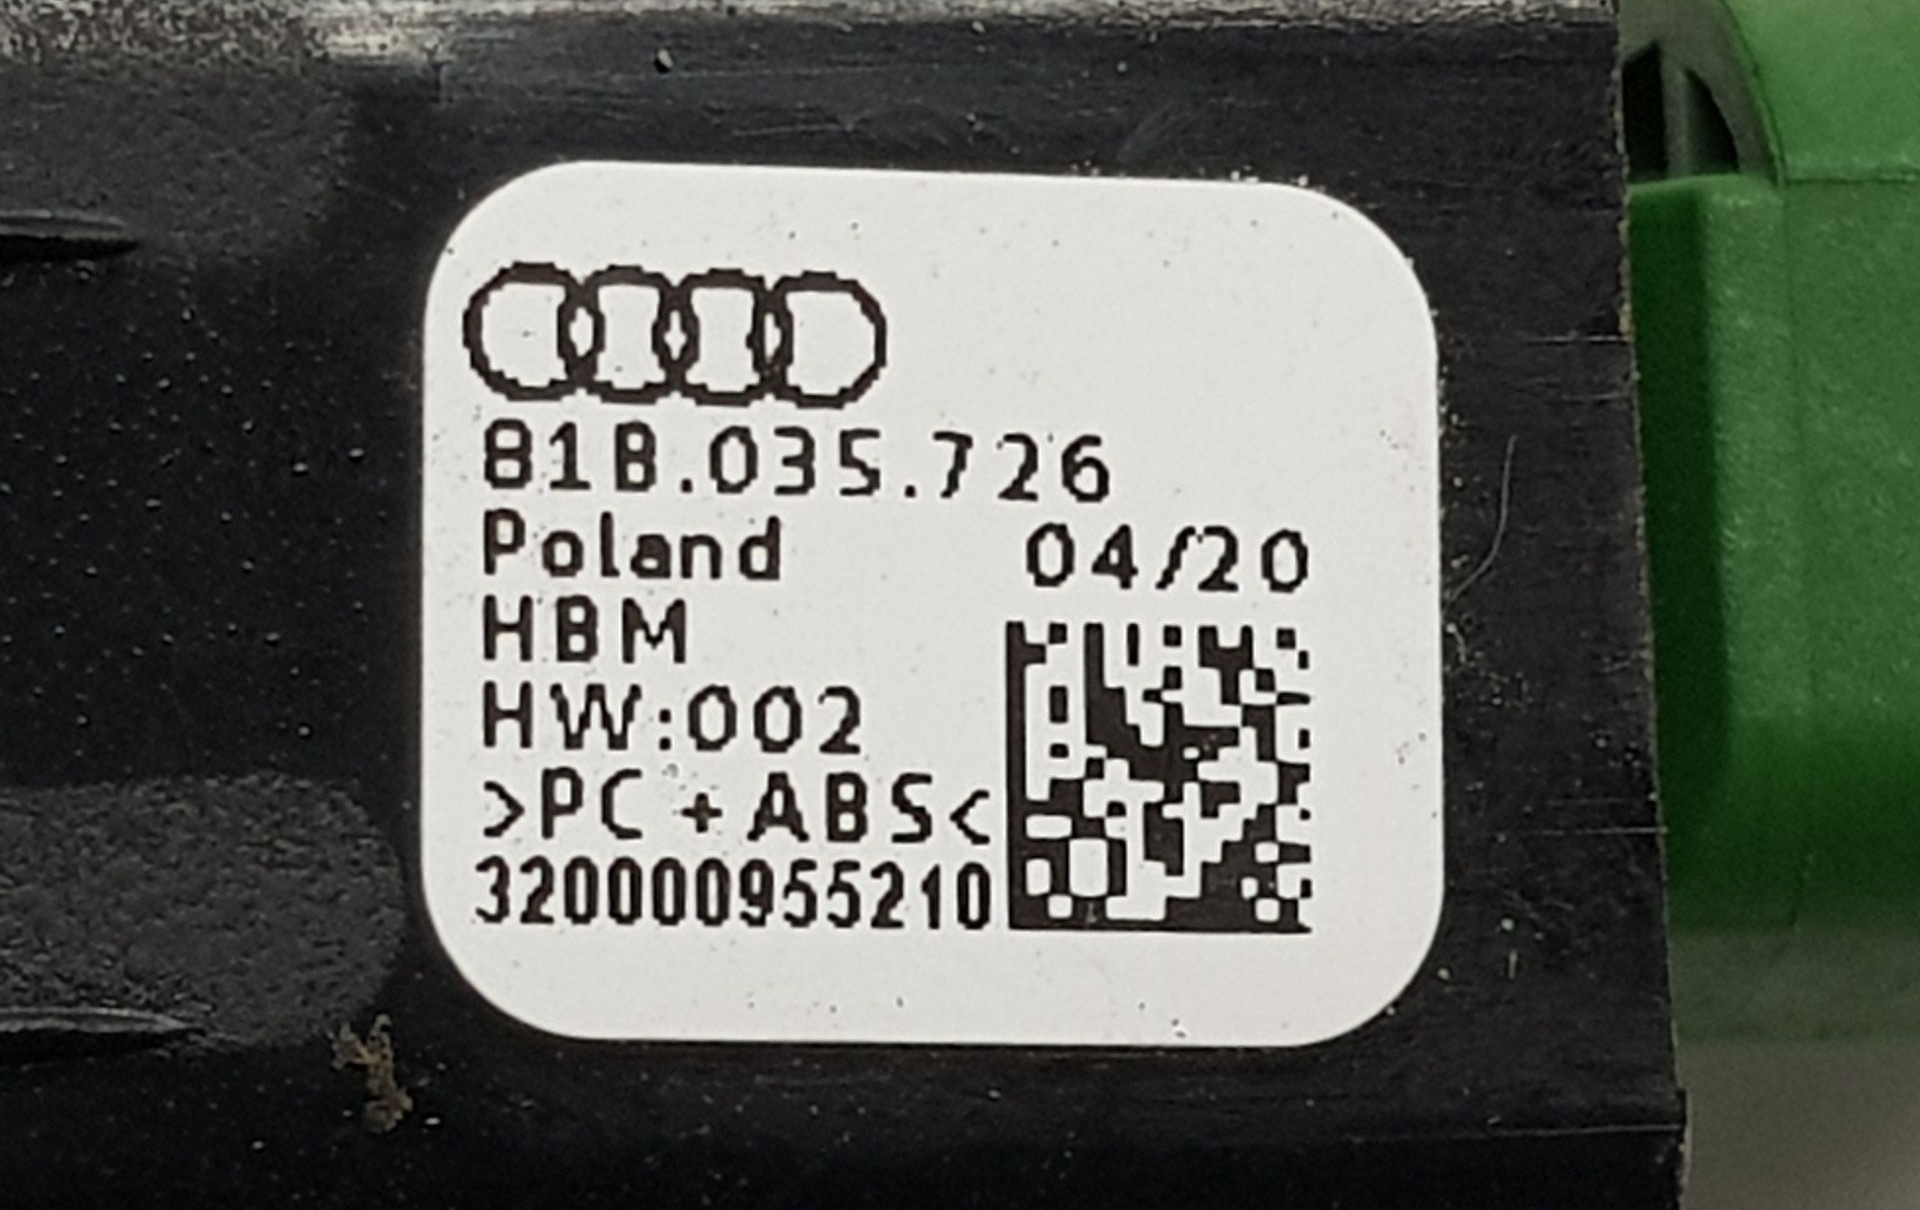 81B.035.726
Poland 04/20
HBM
HW:002
>PC+ABS<
320000955210